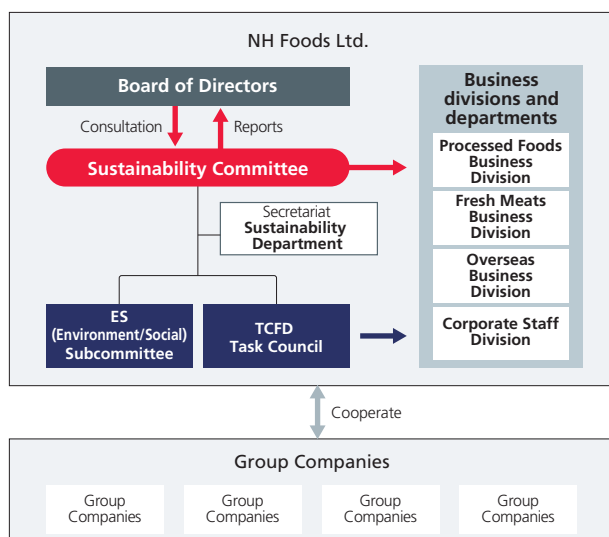 NH Foods Ltd.
Board of Directors
Consultation
Reports
Sustainability Committee
Secretariat
Sustainability
Department
ES
(Environment/Social)
Subcommittee
TCFD
Task Council
Business
divisions and
departments
Processed Foods
Business
Division
Fresh Meats
Business
Division
Overseas
Business
Division
Corporate Staff
Division
Cooperate
Group Companies
Group
Companies
Group
Companies
Group
Companies
Group
Companies